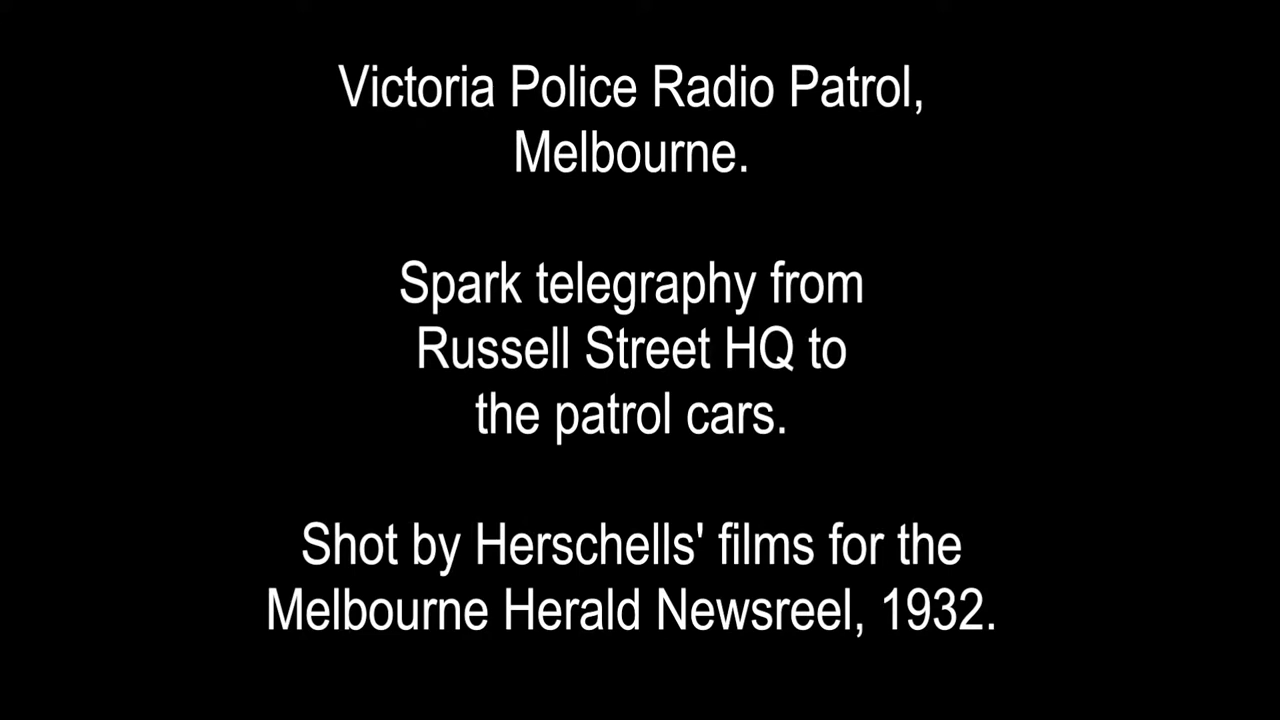 Victoria Police Radio Patrol,
Melbourne.
Spark telegraphy from
Russell Street HQ to
the patrol cars.
Shot by Herschells' films for the
Melbourne Herald Newsreel, 1932.